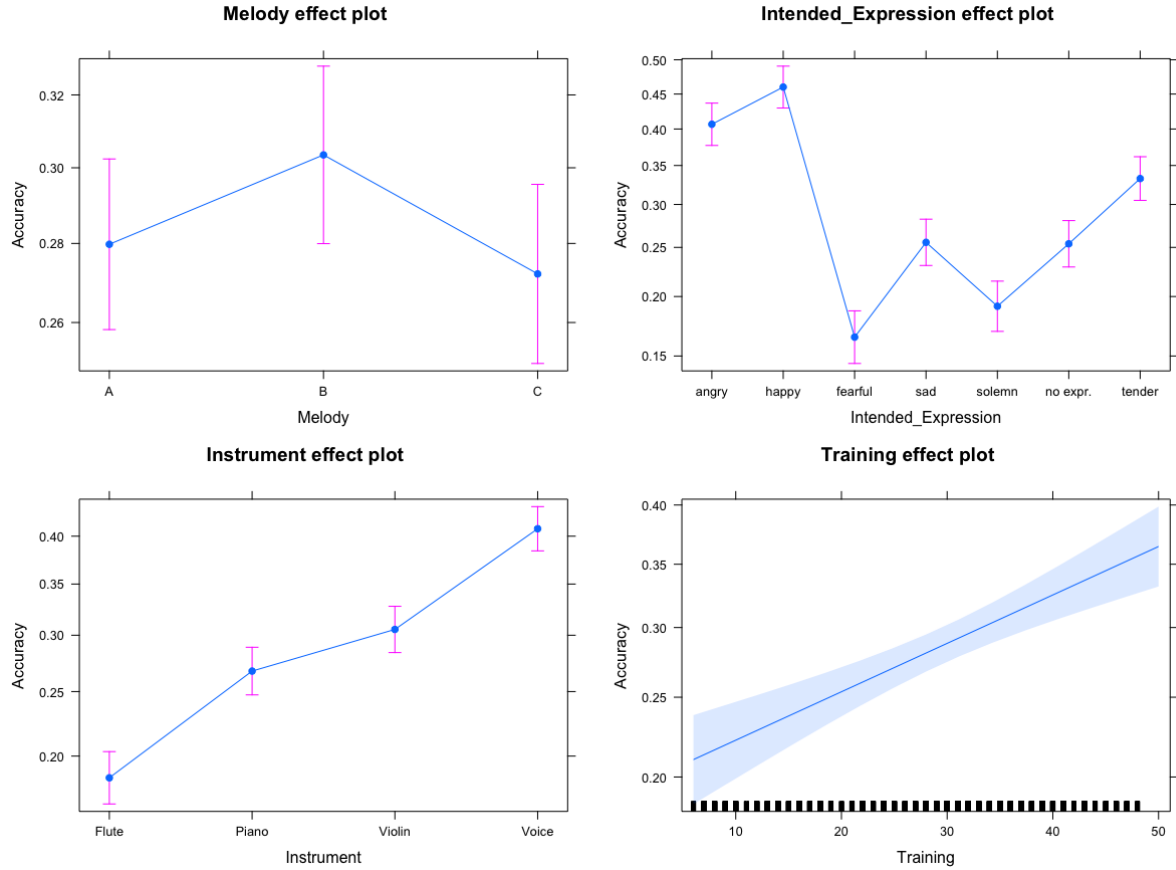 Melody effect plot
Accuracy
0.32
0.30
0.28
0.26
A B C
Melody
Intended_Expression effect plot
Accuracy
0.50
0.45
0.40
0.35
0.30
0.25
0.20
0.15
angry happy fearful sad solemn no expr. tender
Intended_Expression
Instrument effect plot
Accuracy
0.40
0.35
0.30
0.25
0.20
Flute Piano Violin Voice
Instrument
Training effect plot
Accuracy
0.40
0.35
0.30
0.25
0.20
10 20 30 40 50
Training